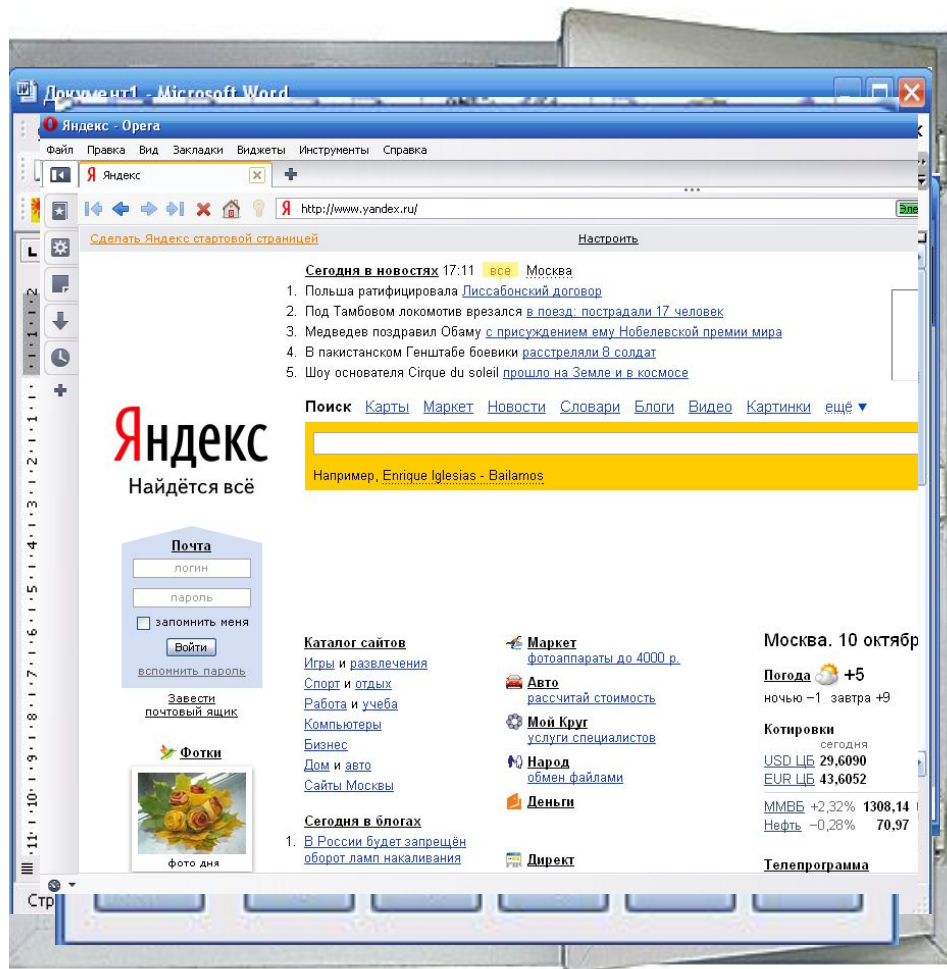 Документ1 - Microsoft Word
Яндекс - Opera
Файл Правка Вид Закладки Виджеты Инструменты Справка
Яндекс
http://www.yandex.ru/
Сделать Яндекс стартовой страницей Настроить
Сегодня в новостях 17:11 все Москва
1. Польша ратифицировала Лиссабонский договор
2. Под Тамбовом локомотив врезался в поезд: пострадали 17 человек
3. Медведев поздравил Обаму с присуждением ему Нобелевской премии мира
4. В пакистанском Генштабе боевики расстреляли 8 солдат
5. Шоу основателя Cirque du soleil прошло на Земле и в космосе
Поиск Карты Маркет Новости Словари Блоги Видео Картинки ещё ▼
Яндекс
Найдётся всё
Например, Enrique Iglesias - Bailamos
Почта
логин
пароль
запомнить меня
Войти
вспомнить пароль
Завести
почтовый ящик
Фотки
фото дня
Каталог сайтов
Игры и развлечения
Спорт и отдых
Работа и учеба
Компьютеры
Бизнес
Дом и авто
Сайты Москвы
Сегодня в блогах
1. В России будет запрещён
оборот ламп накаливания
Маркет
фотоаппараты до 4000 р.
Авто
рассчитай стоимость
Мой Круг
услуги специалистов
Народ
обмен файлами
Деньги
Директ
Москва. 10 октябр
Погода +5
ночью −1 завтра +9
Котировки
сегодня
USD ЦБ 29,6090
EUR ЦБ 43,6052
ММВБ +2,32% 1308,14
Нефть −0,28% 70,97
Телепрограмма
Стр